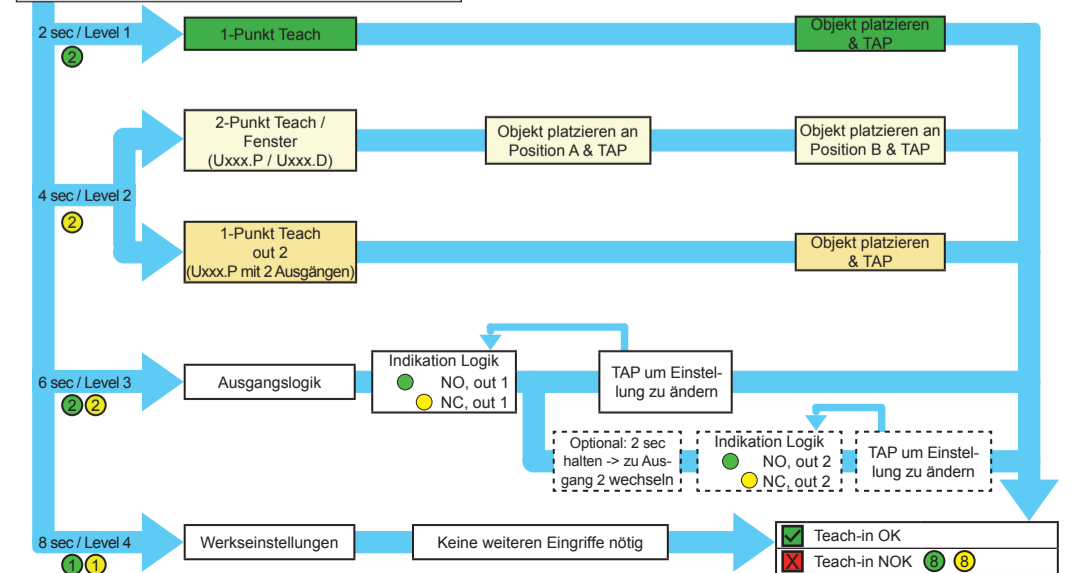 2 sec / Level 1
2
1-Punkt Teach
Objekt platzieren
& TAP
4 sec / Level 2
2
2-Punkt Teach /
Fenster
(Uxxx.P / Uxxx.D)
Objekt platzieren an
Position A & TAP
Objekt platzieren an
Position B & TAP
1-Punkt Teach
out 2
(Uxxx.P mit 2 Ausgängen)
Objekt platzieren
& TAP
6 sec / Level 3
2 2
Ausgangslogik
Indikation Logik
NO, out 1
NC, out 1
TAP um Einstel-
lung zu ändern
Optional: 2 sec
halten -> zu Aus-
gang 2 wechseln
Indikation Logik
NO, out 2
NC, out 2
TAP um Einstel-
lung zu ändern
8 sec / Level 4
1 1
Werkseinstellungen
Keine weiteren Eingriffe nötig
Teach-in OK
Teach-in NOK 8 8